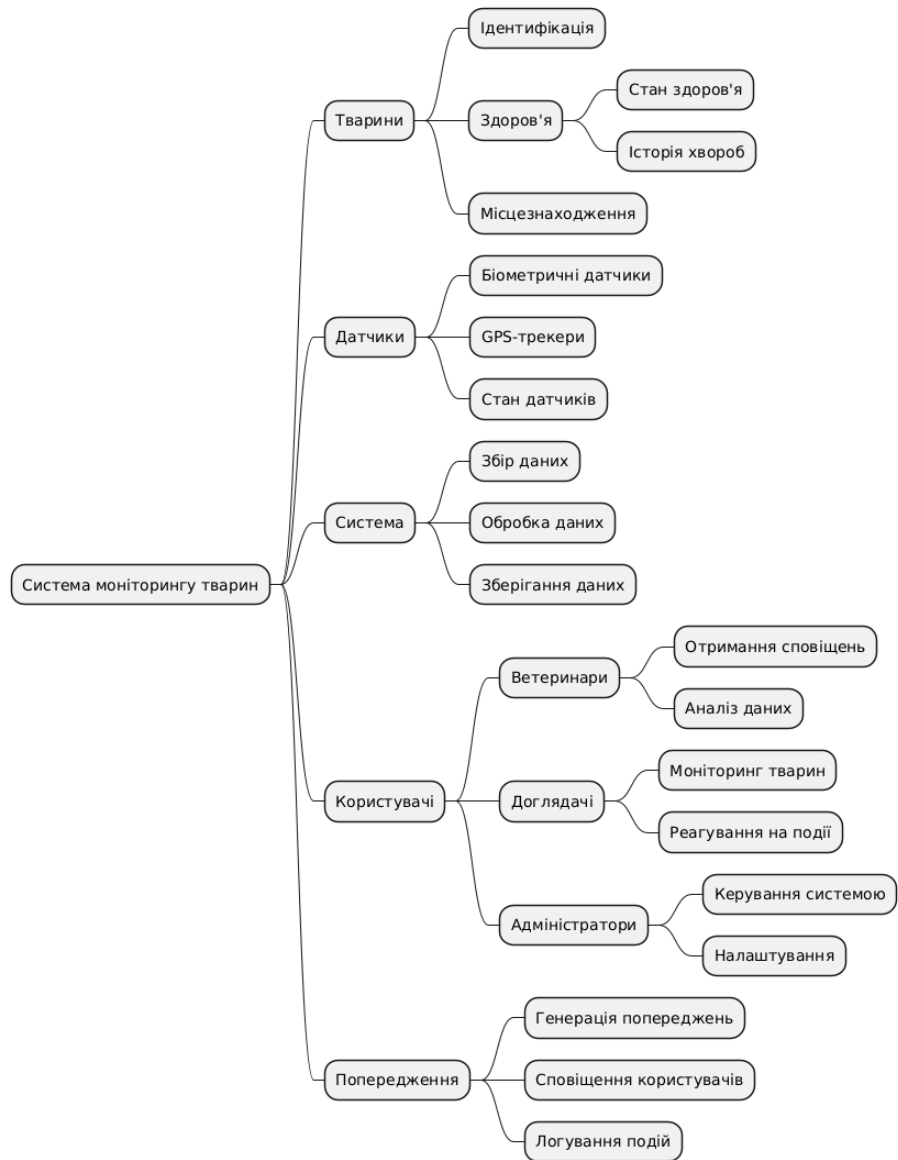 Ідентифікація
Стан здоров'я
Тварини
Здоров'я
Історія хвороб
Місцезнаходження
Біометричні датчики
Датчики
GPS-трекери
Стан датчиків
Збір даних
Система
Обробка даних
Система моніторингу тварин
Зберігання даних
Отримання сповіщень
Ветеринари
Аналіз даних
Моніторинг тварин
Користувачі
Доглядачі
Реагування на події
Керування системою
Адміністратори
Налаштування
Генерація попереджень
Попередження
Сповіщення користувачів
Логування подій